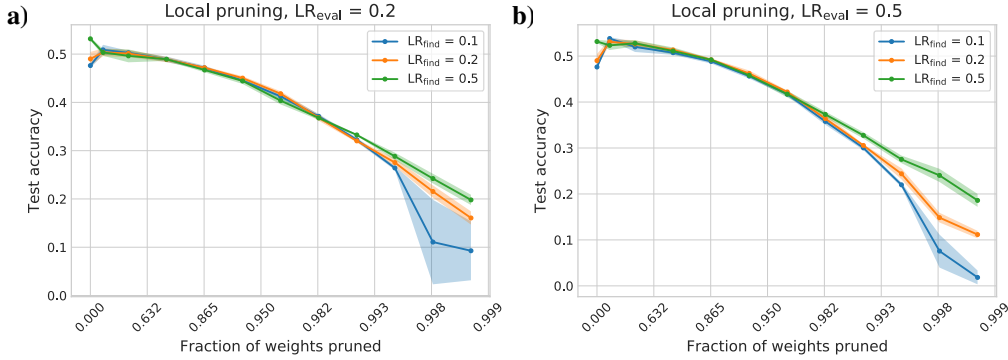 a)
Local pruning, LR_eval = 0.2
Test accuracy
0.5
0.4
0.3
0.2
0.1
0.0
LR_find = 0.1
LR_find = 0.2
LR_find = 0.5
0.000
0.632
0.865
0.950
0.982
0.993
0.998
0.999
Fraction of weights pruned
b)
Local pruning, LR_eval = 0.5
Test accuracy
0.5
0.4
0.3
0.2
0.1
0.0
LR_find = 0.1
LR_find = 0.2
LR_find = 0.5
0.000
0.632
0.865
0.950
0.982
0.993
0.998
0.999
Fraction of weights pruned